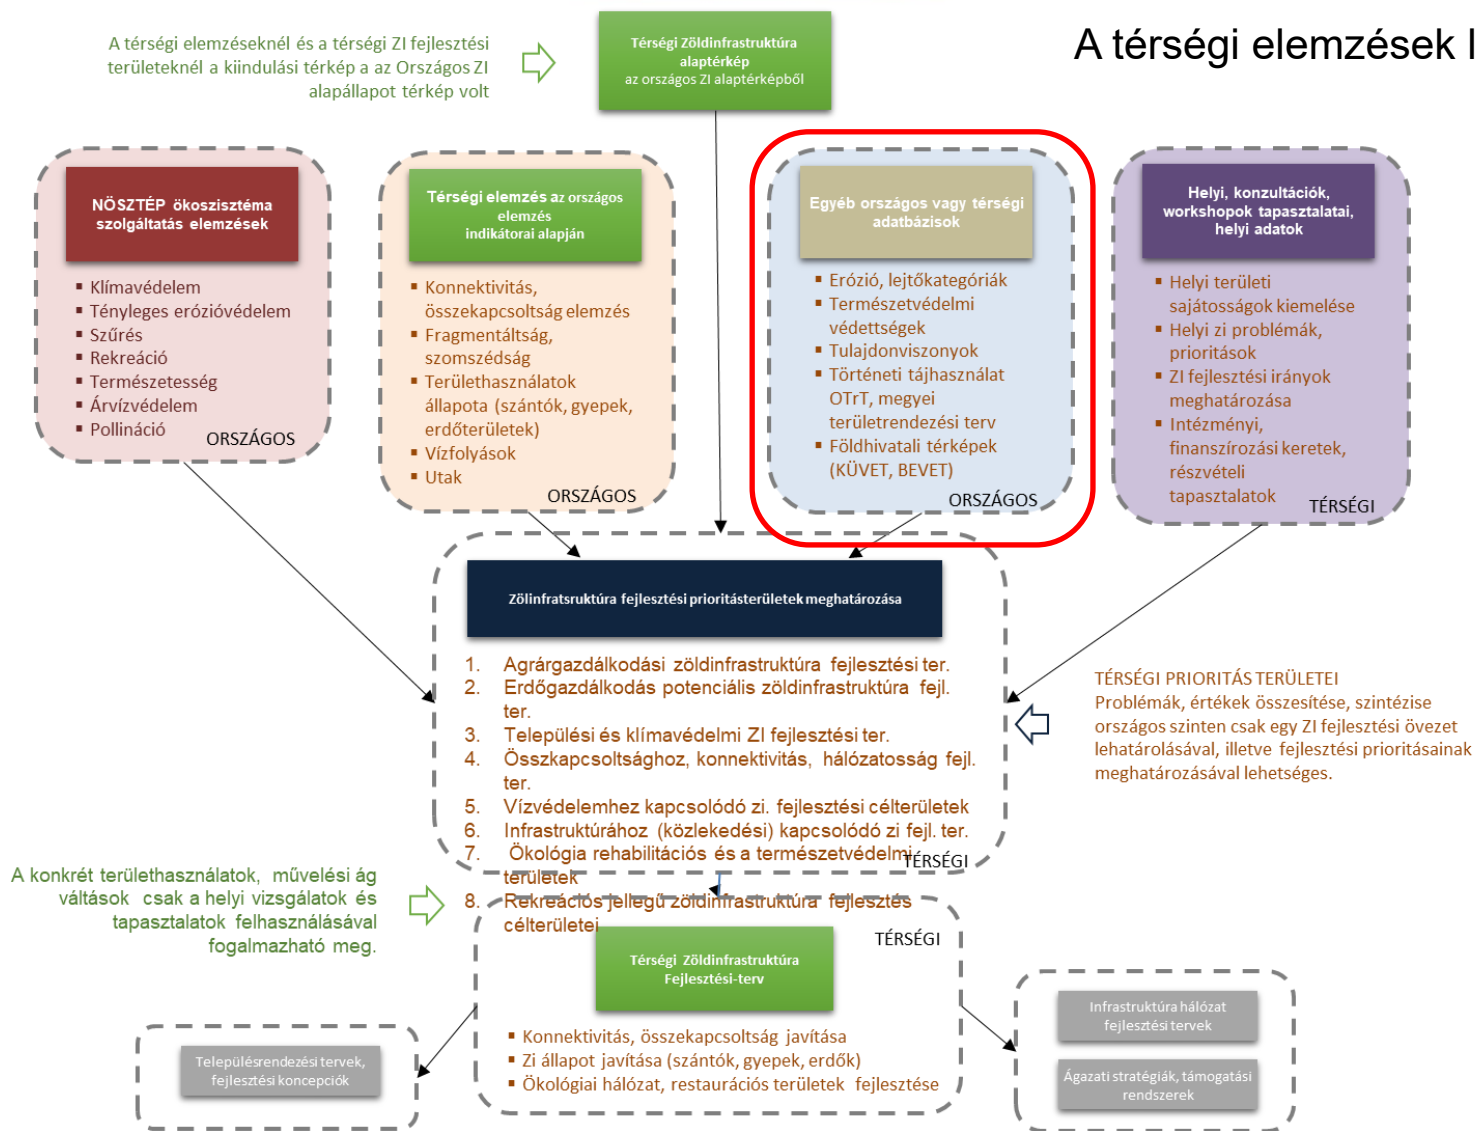 A térségi elemzések l
A térségi elemzéseknél és a térségi ZI fejlesztési
területeknél a kiindulási térkép a az Országos ZI
alapállapot térkép volt
Térségi Zöldinfrastruktúra
alaptérkép
az országos ZI alaptérképből
NÖSZTÉP ökoszisztéma
szolgáltatás elemzések
▪ Klímavédelem
▪ Tényleges erózióvédelem
▪ Szűrés
▪ Rekreáció
▪ Természetesség
▪ Árvízvédelem
▪ Pollináció
ORSZÁGOS
Térségi elemzés az országos
elemzés
indikátorai alapján
▪ Konnektivitás,
összekapcsoltság elemzés
▪ Fragmentáltság,
szomszédság
▪ Területhasználatok
állapota (szántók, gyepek,
erdőterületek)
▪ Vízfolyások
▪ Utak
ORSZÁGOS
Egyéb országos vagy térségi
adatbázisok
▪ Erózió, lejtőkategóriák
▪ Természetvédelmi
védettségek
▪ Tulajdonviszonyok
▪ Történeti tájhasználat
OTrT, megyei
területrendezési terv
▪ Földhivatali térképek
(KÜVET, BEVET)
ORSZÁGOS
Helyi, konzultációk,
workshopok tapasztalatai,
helyi adatok
▪ Helyi területi
sajátosságok kiemelése
▪ Helyi zi problémák,
prioritások
▪ ZI fejlesztési irányok
meghatározása
▪ Intézményi,
finanszírozási keretek,
részvételi
tapasztalatok
TÉRSÉGI
Zölinfratsruktúra fejlesztési prioritásterületek meghatározása
1. Agrárgazdálkodási zöldinfrastruktúra fejlesztési ter.
2. Erdőgazdálkodás potenciális zöldinfrastruktúra fejl.
ter.
3. Települési és klímavédelmi ZI fejlesztési ter.
4. Összkapcsoltsághoz, konnektivitás, hálózatosság fejl.
ter.
5. Vízvédelemhez kapcsolódó zi. fejlesztési célterületek
6. Infrastruktúrához (közlekedési) kapcsolódó zi fejl. ter.
7. Ökológia rehabilitációs és a természetvédelmi
területek
8. Rekreációs jellegű zöldinfrastruktúra fejlesztés
célterületei
TÉRSÉGI
TÉRSÉGI PRIORITÁS TERÜLETEI
Problémák, értékek összesítése, szintézise
országos szinten csak egy ZI fejlesztési övezet
lehatárolásával, illetve fejlesztési prioritásainak
meghatározásával lehetséges.
A konkrét területhasználatok, művelési ág
váltások csak a helyi vizsgálatok és
tapasztalatok felhasználásával
fogalmazható meg.
TÉRSÉGI
Térségi Zöldinfrastruktúra
Fejlesztési-terv
▪ Konnektivitás, összekapcsoltság javítása
▪ Zi állapot javítása (szántók, gyepek, erdők)
▪ Ökológiai hálózat, restaurációs területek fejlesztése
Településrendezési tervek,
fejlesztési koncepciók
Infrastruktúra hálózat
fejlesztési tervek
Ágazati stratégiák, támogatási
rendszerek